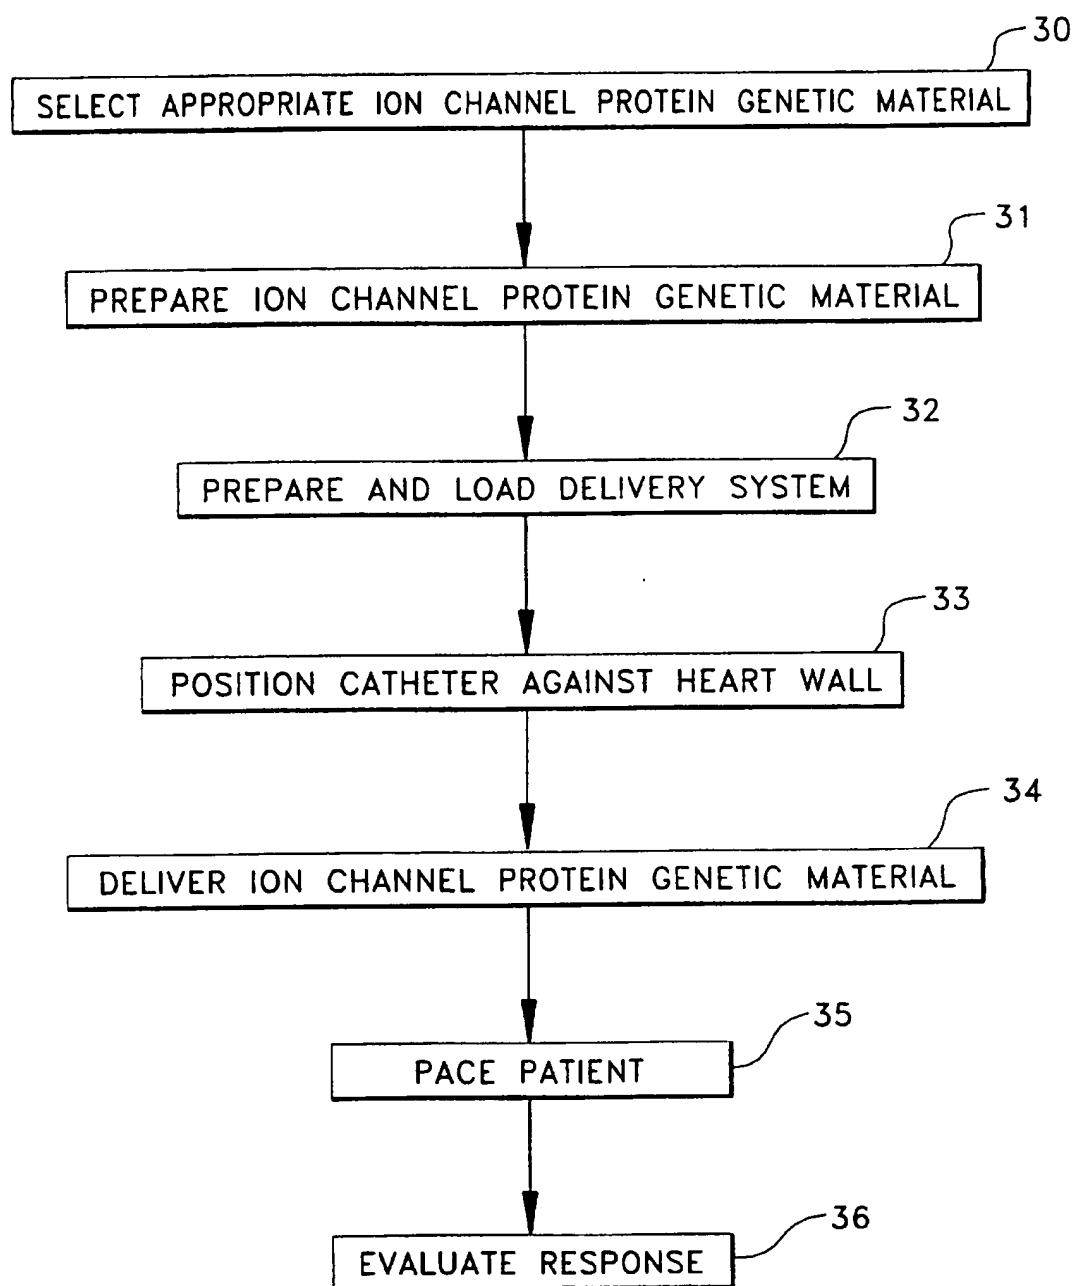 30
SELECT APPROPRIATE ION CHANNEL PROTEIN GENETIC MATERIAL
31
PREPARE ION CHANNEL PROTEIN GENETIC MATERIAL
32
PREPARE AND LOAD DELIVERY SYSTEM
33
POSITION CATHETER AGAINST HEART WALL
34
DELIVER ION CHANNEL PROTEIN GENETIC MATERIAL
35
PACE PATIENT
36
EVALUATE RESPONSE